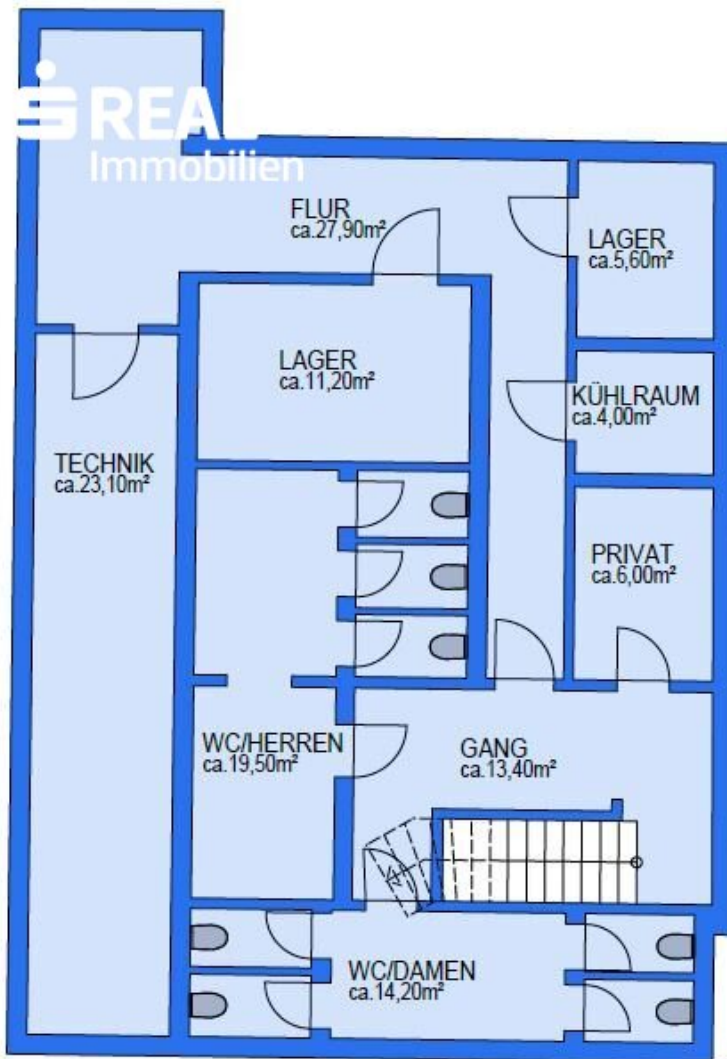 REAL
Immobilien
FLUR
ca.27,90m²
LAGER
ca.5,60m²
LAGER
ca.11,20m²
KÜHLRAUM
ca.4,00m²
TECHNIK
ca.23,10m²
PRIVAT
ca.6,00m²
WC/HERREN
ca.19,50m²
GANG
ca.13,40m²
WC/DAMEN
ca.14,20m²